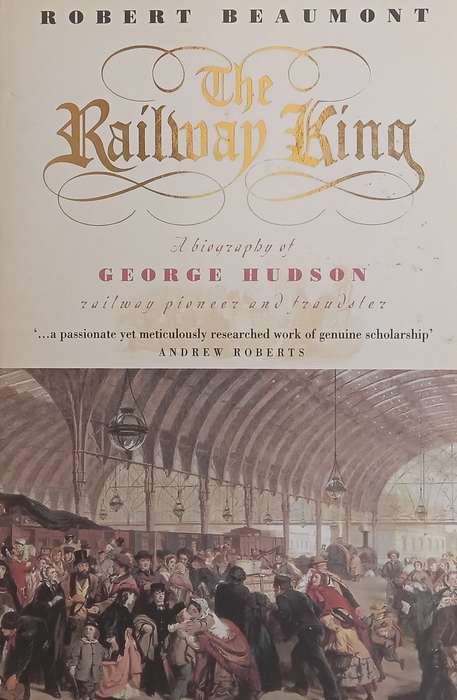 ROBERT BEAUMONT
The
Railway King
A biography of
GEORGE HUDSON
railway pioneer and fraudster
‘...a passionate yet meticulously researched work of genuine scholarship’
ANDREW ROBERTS